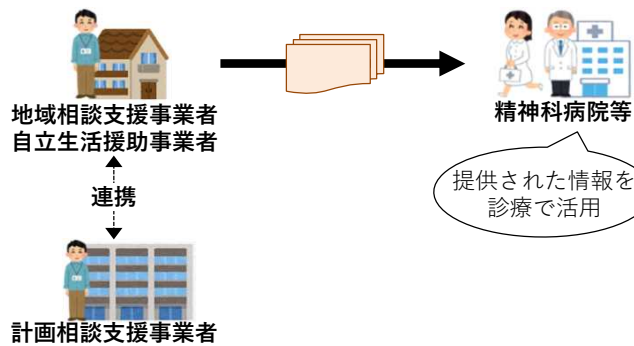 地域相談支援事業者
自立生活援助事業者
精神科病院等
提供された情報を
診療で活用
連携
計画相談支援事業者